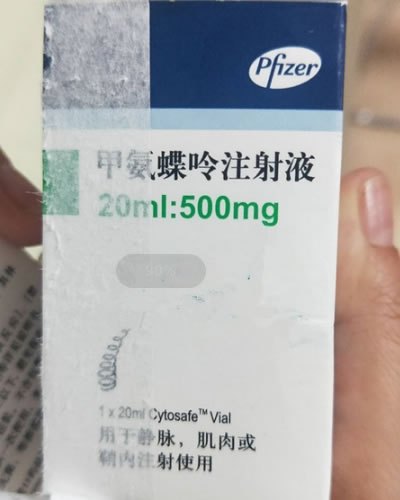 Pfizer
甲氨蝶呤注射液
20ml:500mg
98%
1 x 20ml Cytosafe™ Vial
用于静脉，肌肉或
鞘内注射使用